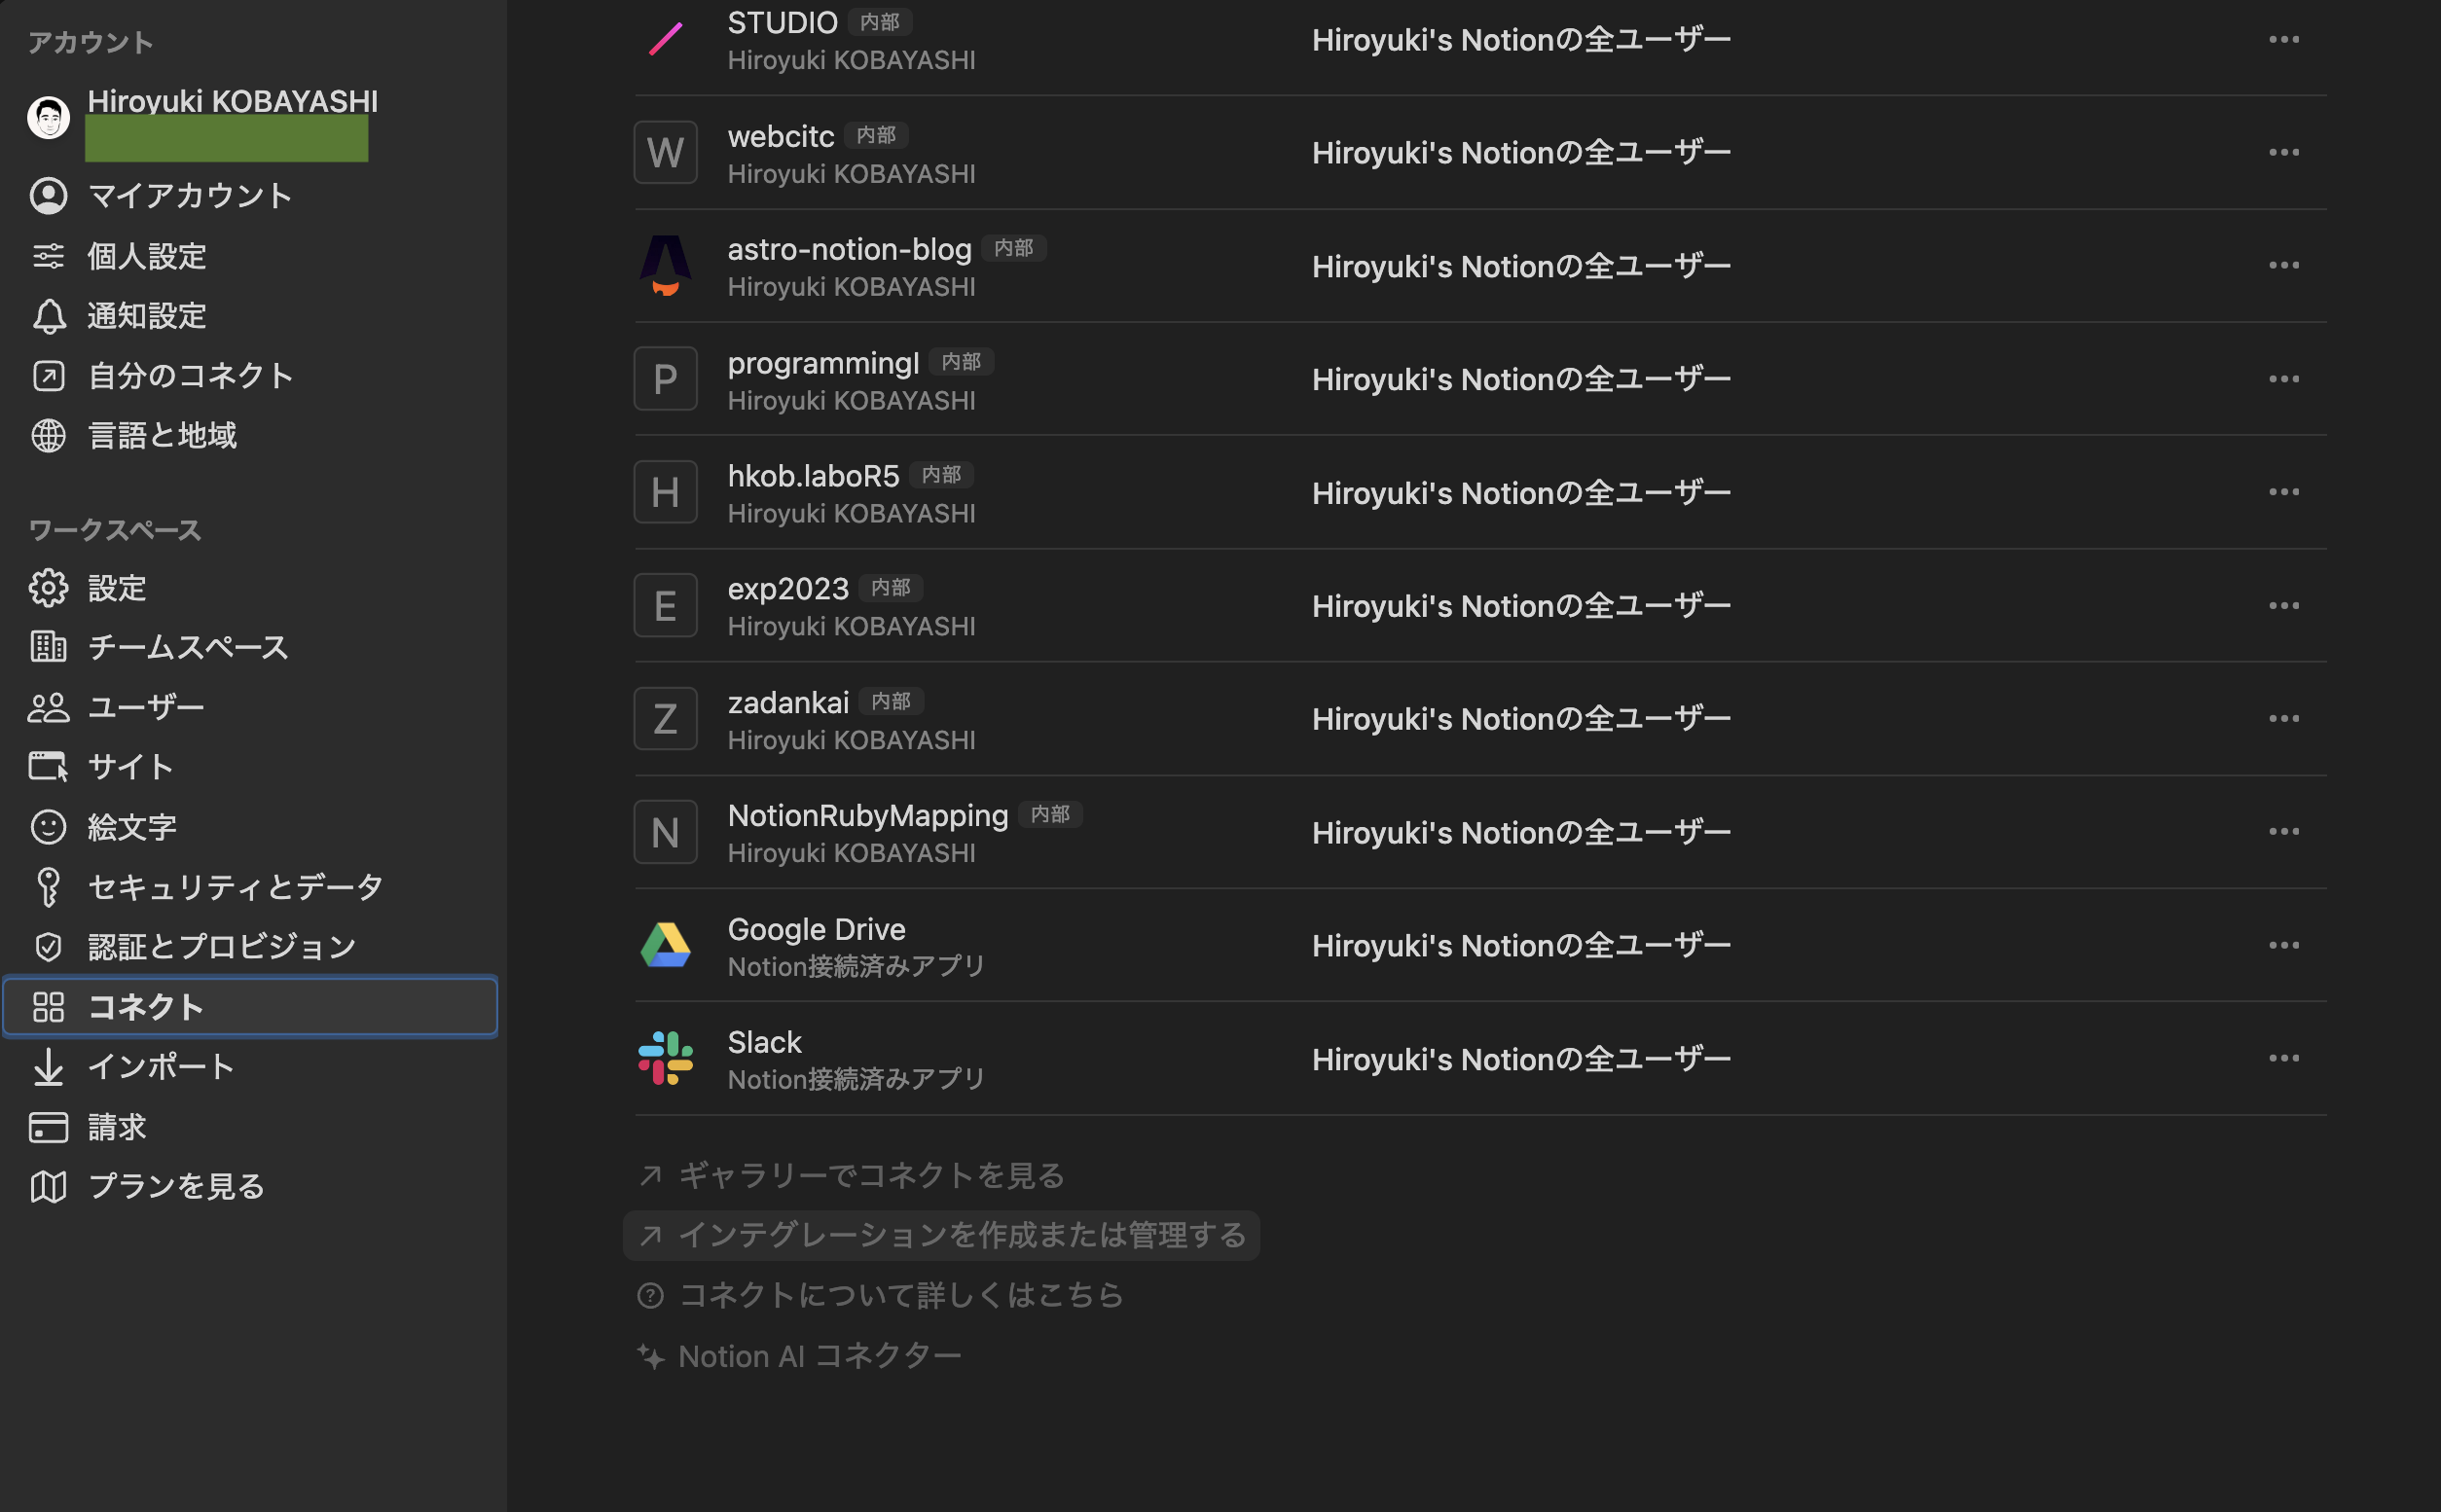 アカウント
Hiroyuki KOBAYASHI
マイアカウント
個人設定
通知設定
自分のコネクト
言語と地域
ワークスペース
設定
チームスペース
ユーザー
サイト
絵文字
セキュリティとデータ
認証とプロビジョン
コネクト
インポート
請求
プランを見る
STUDIO 内部
Hiroyuki KOBAYASHI
Hiroyuki's Notionの全ユーザー
W
webcitc 内部
Hiroyuki KOBAYASHI
Hiroyuki's Notionの全ユーザー
astro-notion-blog 内部
Hiroyuki KOBAYASHI
Hiroyuki's Notionの全ユーザー
P
programmingI 内部
Hiroyuki KOBAYASHI
Hiroyuki's Notionの全ユーザー
H
hkob.laboR5 内部
Hiroyuki KOBAYASHI
Hiroyuki's Notionの全ユーザー
E
exp2023 内部
Hiroyuki KOBAYASHI
Hiroyuki's Notionの全ユーザー
Z
zadankai 内部
Hiroyuki KOBAYASHI
Hiroyuki's Notionの全ユーザー
N
NotionRubyMapping 内部
Hiroyuki KOBAYASHI
Hiroyuki's Notionの全ユーザー
Google Drive
Notion接続済みアプリ
Hiroyuki's Notionの全ユーザー
Slack
Notion接続済みアプリ
Hiroyuki's Notionの全ユーザー
ギャラリーでコネクトを見る
インテグレーションを作成または管理する
コネクトについて詳しくはこちら
Notion AI コネクター